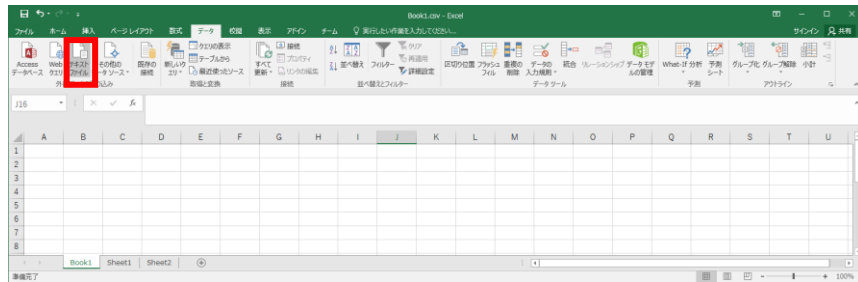 Book1.csv - Excel
ファイル ホーム 挿入 ページ レイアウト 数式 データ 校閲 表示 アドイン チーム 実行したい作業を入力してください... サインイン 共有
Access データベース
Web クエリ
テキスト ファイル
その他の データ ソース
既存の 接続
新しいクエリ
クエリの表示
テーブルから
最近使ったソース
取得と変換
すべて 更新
接続
プロパティ
リンクの編集
接続
並べ替え
フィルター
クリア
再適用
詳細設定
並べ替えとフィルター
区切り位置
フラッシュ フィル
重複の 削除
データの 入力規則
統合
リレーションシップ
データ モデルの管理
データ ツール
What-If 分析
予測 シート
予測
グループ化
グループ解除
小計
アウトライン
J16 fx
A B C D E F G H I J K L M N O P Q R S T U
1
2
3
4
5
6
7
8
Book1 Sheet1 Sheet2
準備完了 100%